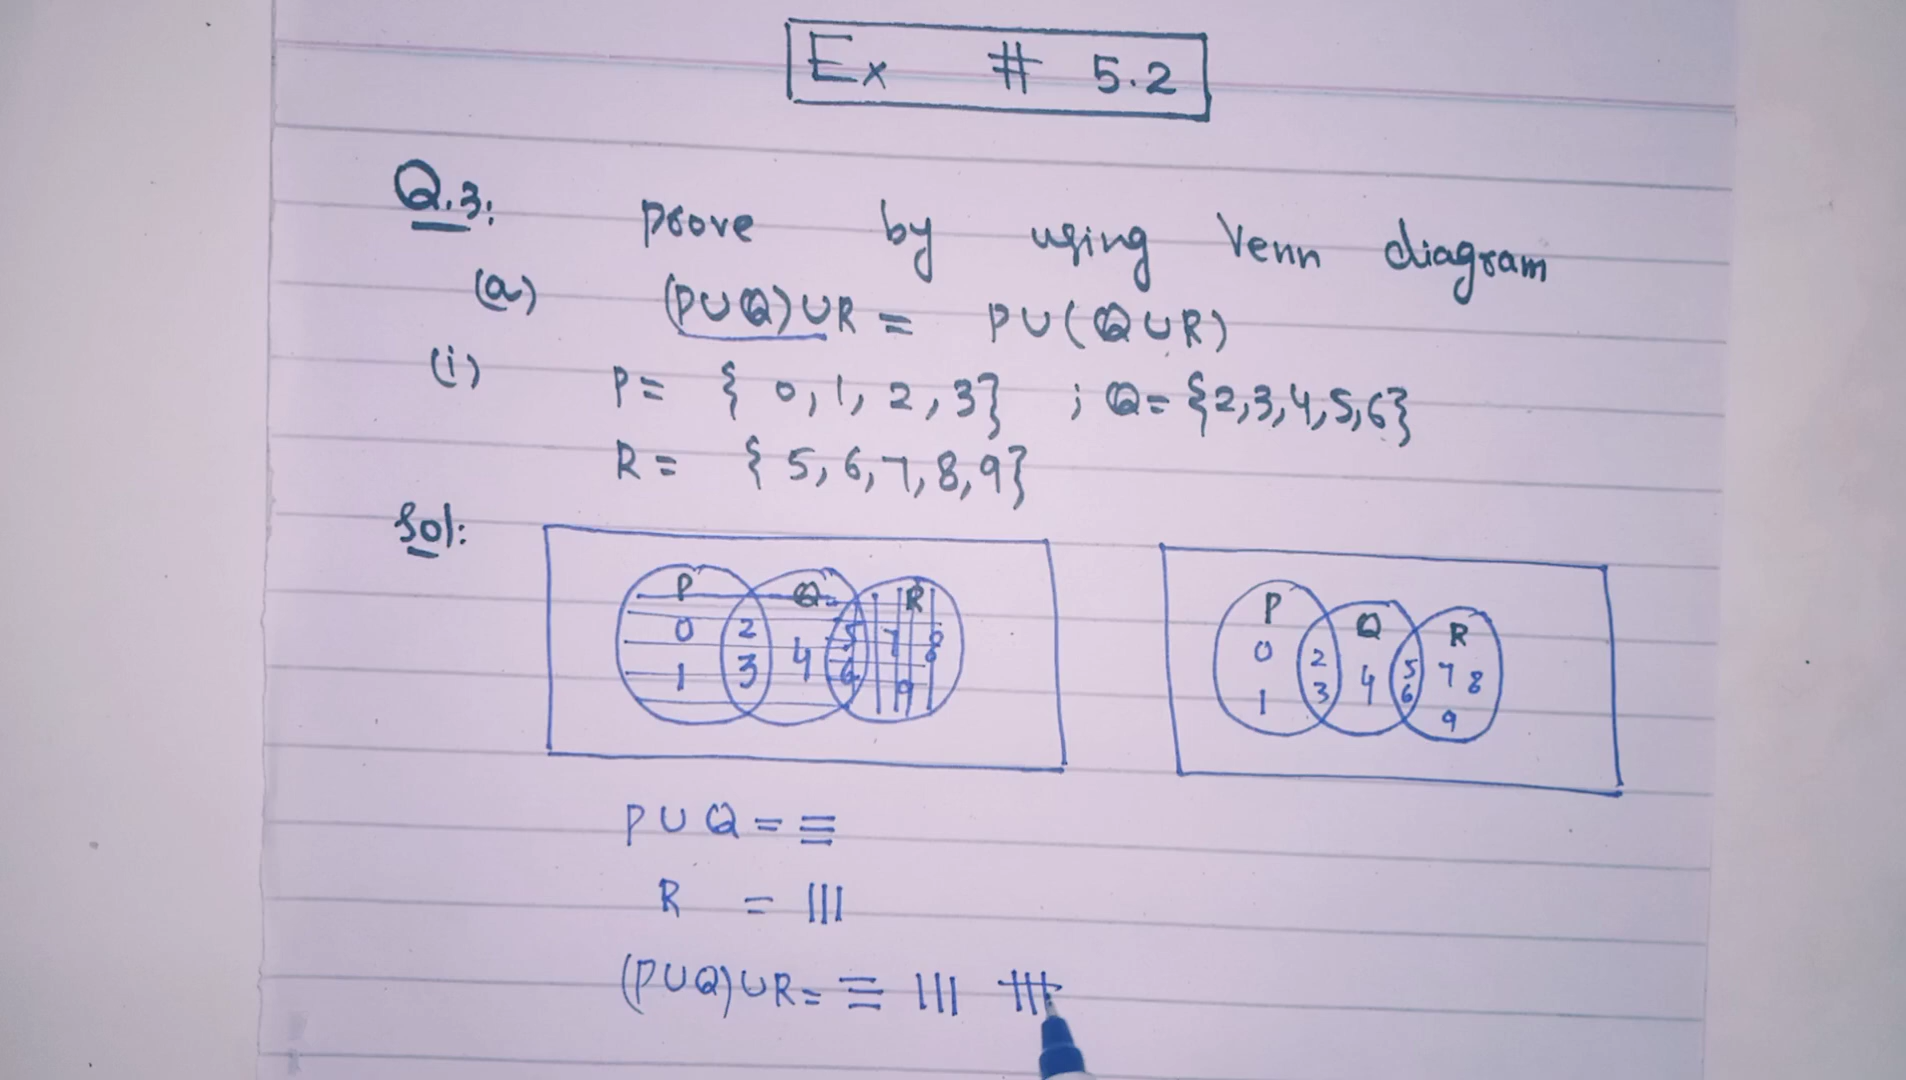 Ex # 5.2
Q.3: prove by using Venn diagram
(a) (P∪Q)∪R = P∪(Q∪R)
(i) P= { 0, 1, 2, 3} ; Q= {2,3,4,5,6}
R= { 5, 6, 7, 8, 9}
Sol:
P Q R
0 2 4 5 7 8
1 3 6 9
P Q R
0 2 4 5 7 8
1 3 6 9
P ∪ Q = ≡
R = |||
(P∪Q)∪R = ≡ |||